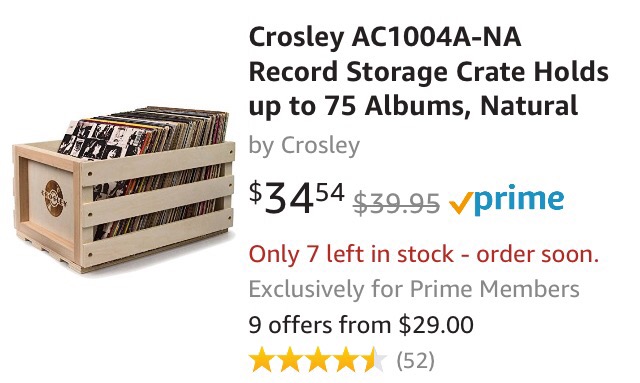 Crosley AC1004A-NA
Record Storage Crate Holds
up to 75 Albums, Natural
by Crosley
$34.54 $39.95 prime
Only 7 left in stock - order soon.
Exclusively for Prime Members
9 offers from $29.00
(52)
CROSLEY